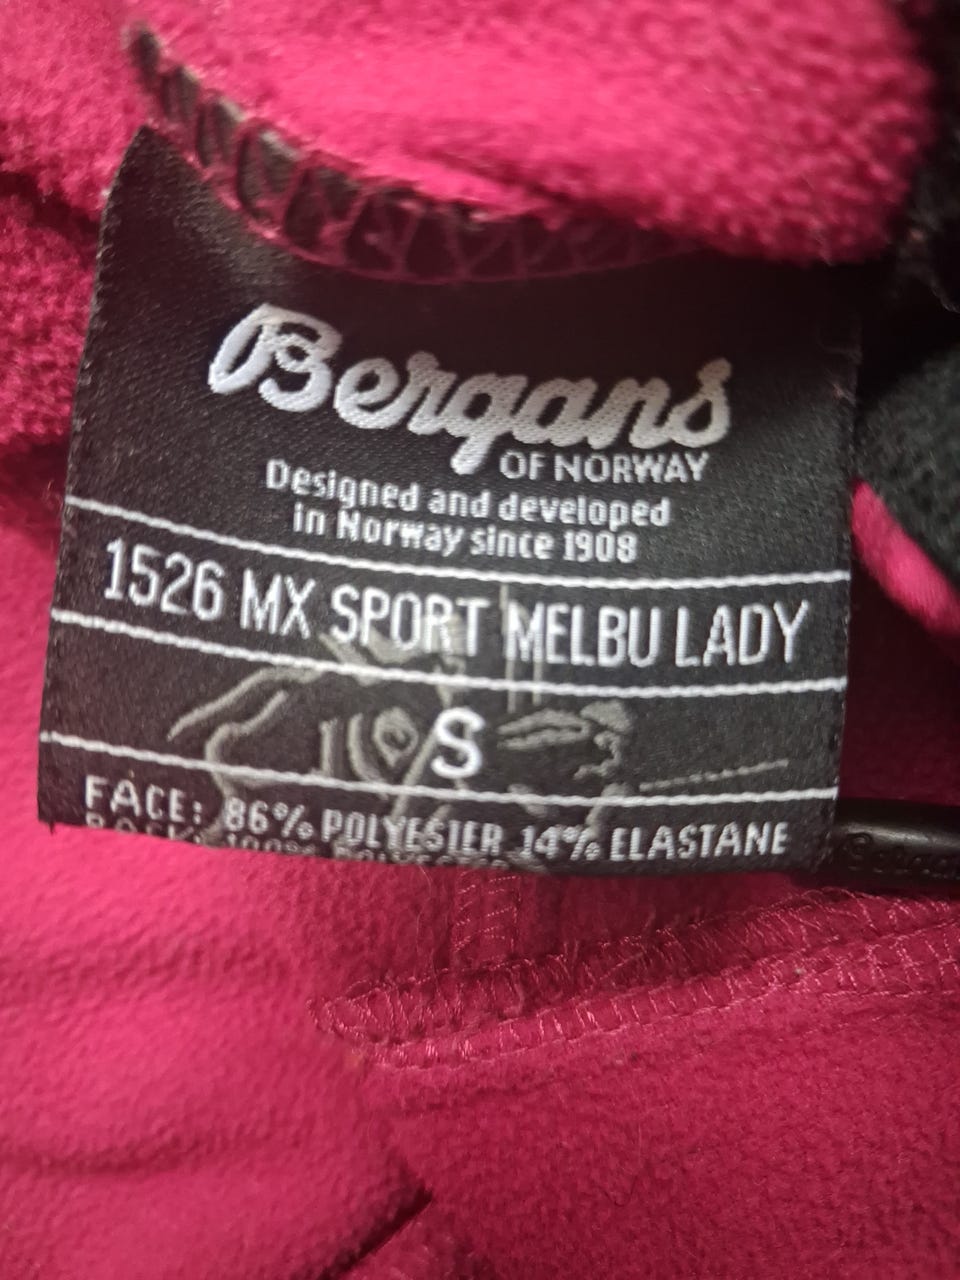 Bergans
OF NORWAY
Designed and developed
in Norway since 1908
1526 MX SPORT MELBU LADY
S
FACE: 86% POLYESTER 14% ELASTANE